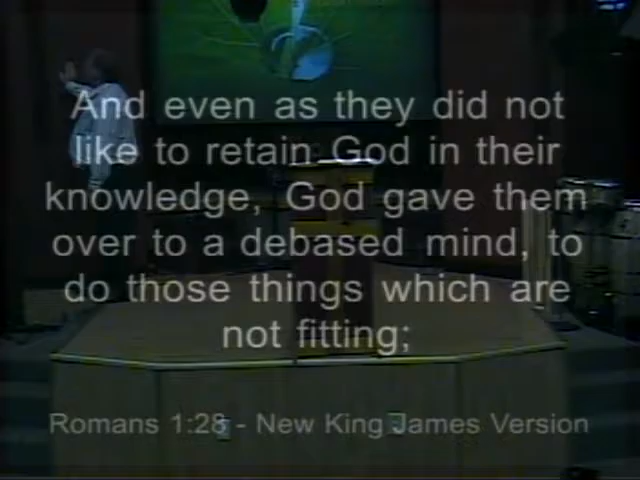 And even as they did not
like to retain God in their
knowledge, God gave them
over to a debased mind, to
do those things which are
not fitting;
Romans 1:28 - New King James Version